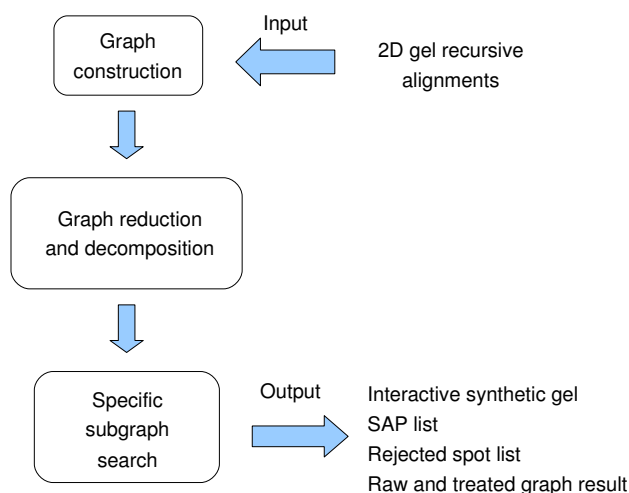 Graph
construction
Input
2D gel recursive
alignments
Graph reduction
and decomposition
Specific
subgraph
search
Output
Interactive synthetic gel
SAP list
Rejected spot list
Raw and treated graph result